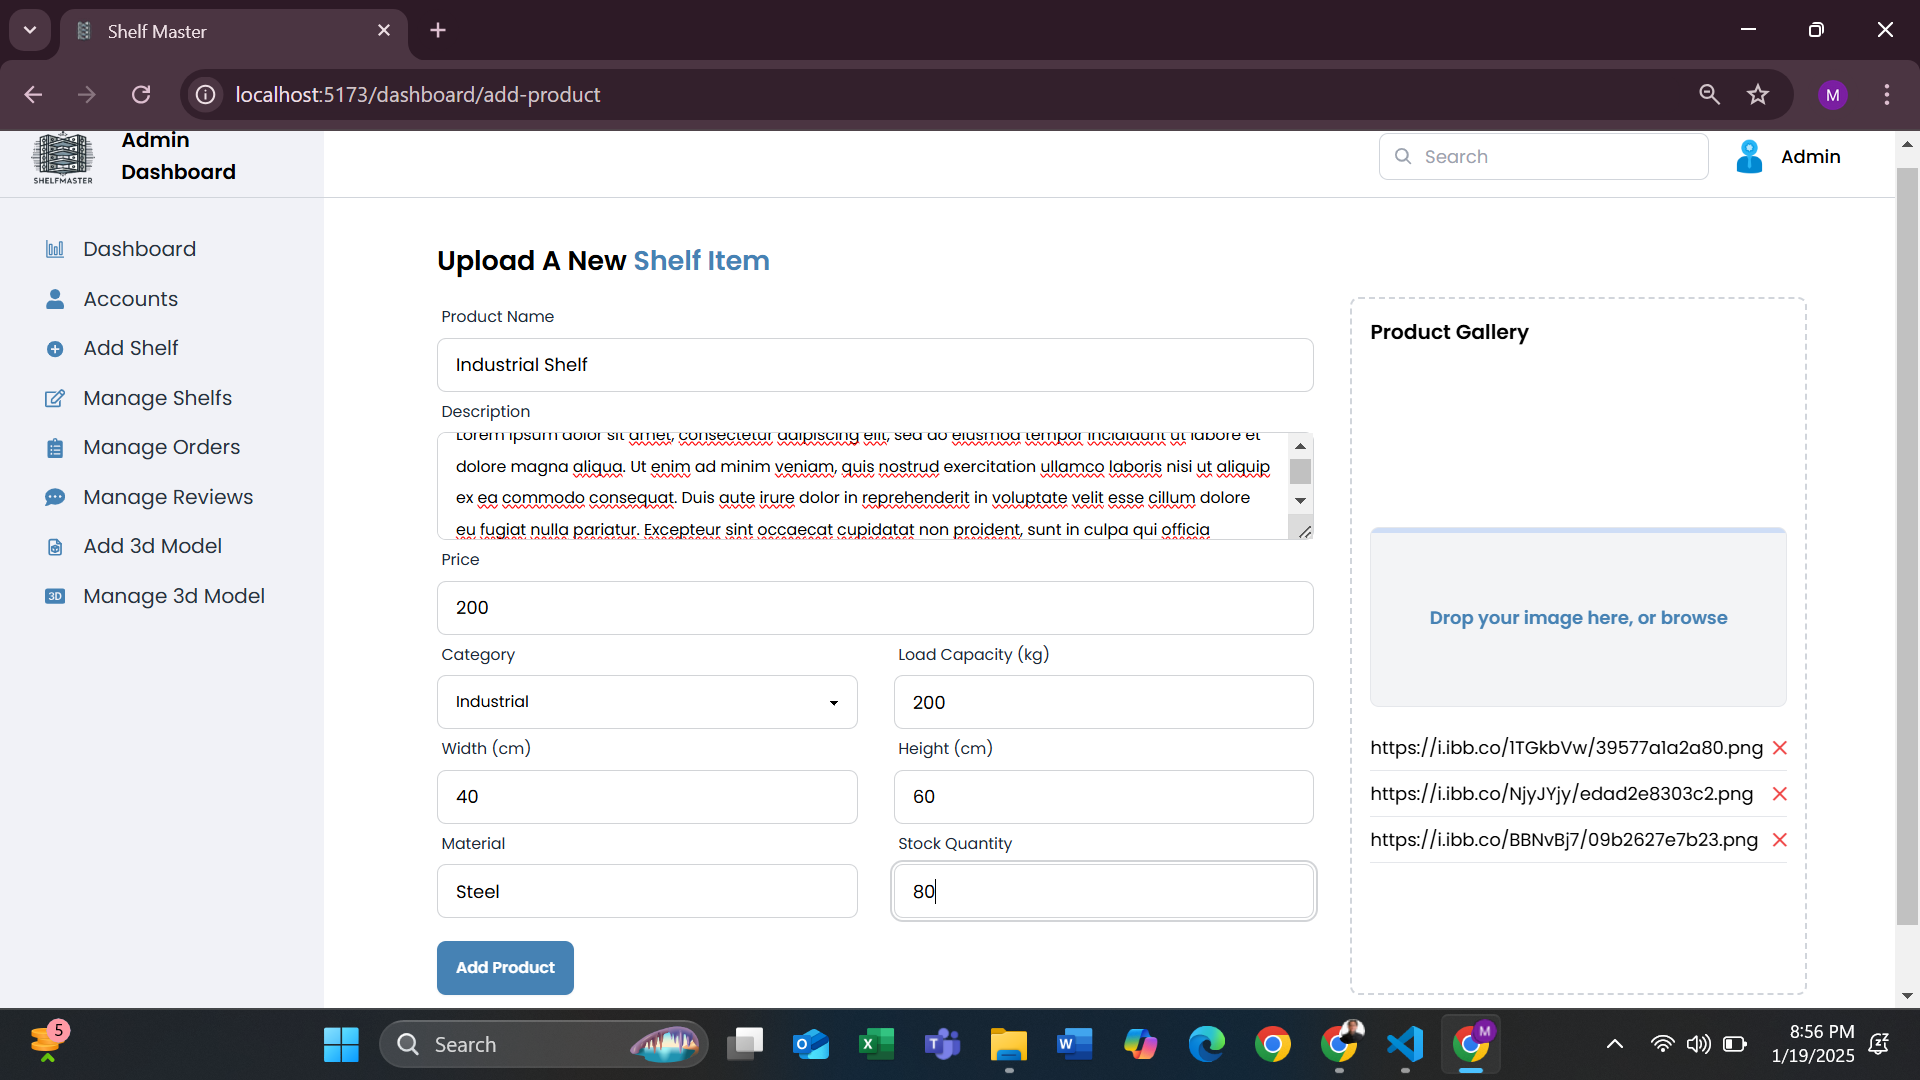 Shelf Master
localhost:5173/dashboard/add-product
M
SHELFMASTER
Admin
Dashboard
Search
Admin
Dashboard
Accounts
Add Shelf
Manage Shelfs
Manage Orders
Manage Reviews
Add 3d Model
3D Manage 3d Model
Upload A New Shelf Item
Product Name
Industrial Shelf
Description
Lorem ipsum dolor sit amet, consectetur adipiscing elit, sed do eiusmod tempor incididunt ut labore et
dolore magna aliqua. Ut enim ad minim veniam, quis nostrud exercitation ullamco laboris nisi ut aliquip
ex ea commodo consequat. Duis aute irure dolor in reprehenderit in voluptate velit esse cillum dolore
eu fugiat nulla pariatur. Excepteur sint occaecat cupidatat non proident, sunt in culpa qui officia
Price
200
Category
Load Capacity (kg)
Industrial
200
Width (cm)
Height (cm)
40
60
Material
Stock Quantity
Steel
80
Add Product
Product Gallery
Drop your image here, or browse
https://i.ibb.co/1TGkbVw/39577a1a2a80.png
https://i.ibb.co/NjyJYjy/edad2e8303c2.png
https://i.ibb.co/BBNvBj7/09b2627e7b23.png
5
Search
M
8:56 PM
1/19/2025